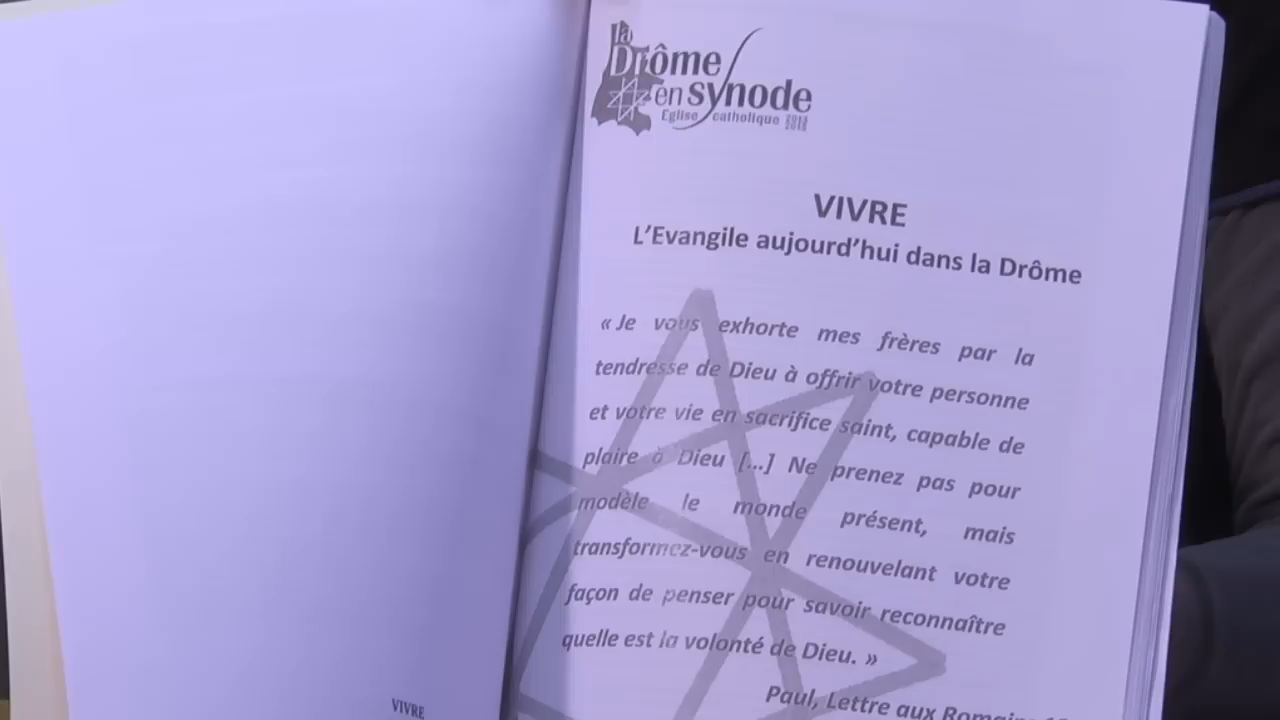 VIVRE
la
Drôme
en synode
Eglise catholique
VIVRE
L'Evangile aujourd'hui dans la Drôme
« Je vous exhorte mes frères par la
tendresse de Dieu à offrir votre personne
et votre vie en sacrifice saint, capable de
plaire à Dieu [...] Ne prenez pas pour
modèle le monde présent, mais
transformez-vous en renouvelant votre
façon de penser pour savoir reconnaître
quelle est la volonté de Dieu. »
Paul, Lettre aux Romains